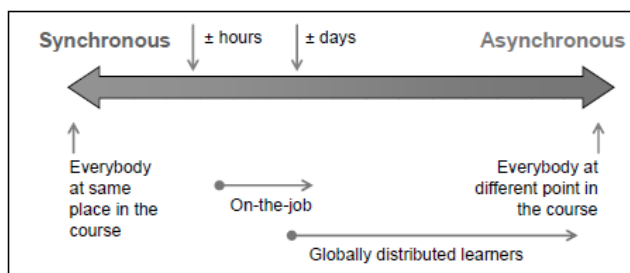 Synchronous
± hours
± days
Asynchronous
Everybody
at same
place in the
course
On-the-job
Everybody at
different point in
the course
Globally distributed learners